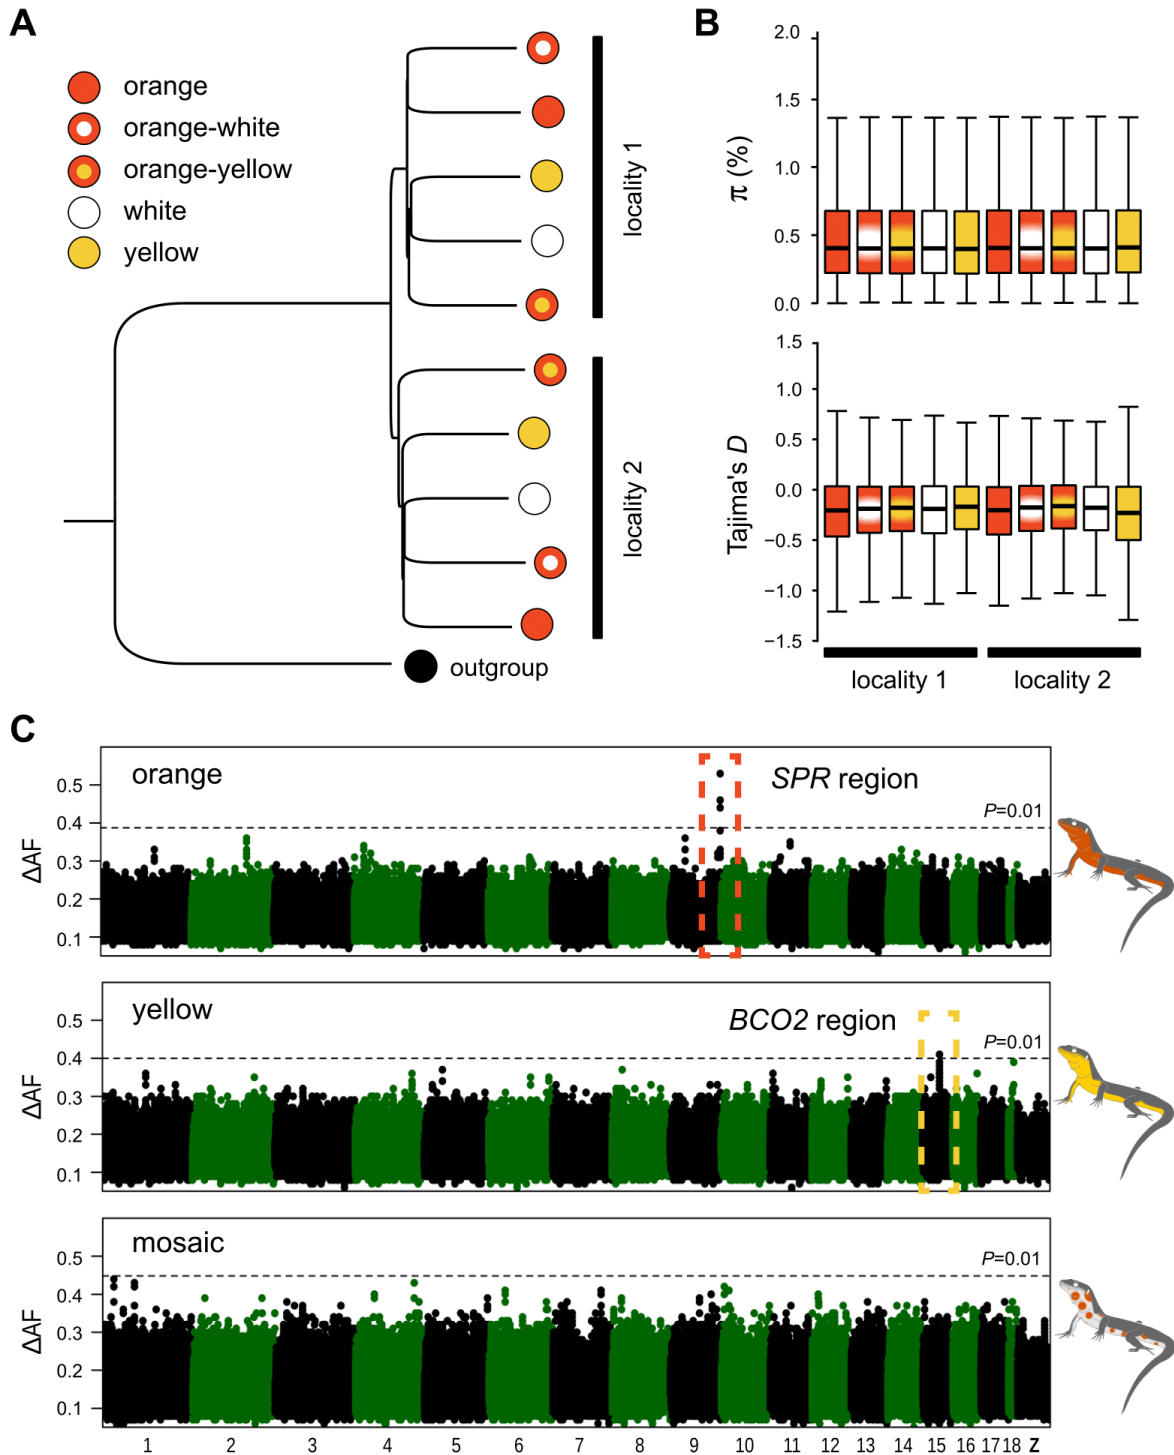 A
orange
orange-white
orange-yellow
white
yellow
locality 1
locality 2
outgroup
B
π (%)
2.0
1.5
1.0
0.5
0.0
Tajima's D
1.5
1.0
0.5
0.0
−0.5
−1.0
−1.5
locality 1
locality 2
C
orange
SPR region
P=0.01
ΔAF
0.5
0.4
0.3
0.2
0.1
yellow
BCO2 region
P=0.01
ΔAF
0.5
0.4
0.3
0.2
0.1
mosaic
P=0.01
ΔAF
0.5
0.4
0.3
0.2
0.1
1 2 3 4 5 6 7 8 9 10 11 12 13 14 15 16 17 18 Z